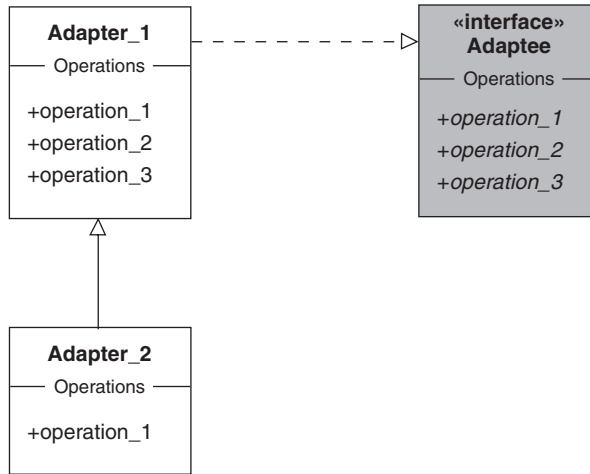 Adapter_1
Operations
+operation_1
+operation_2
+operation_3
«interface»
Adaptee
Operations
+operation_1
+operation_2
+operation_3
Adapter_2
Operations
+operation_1